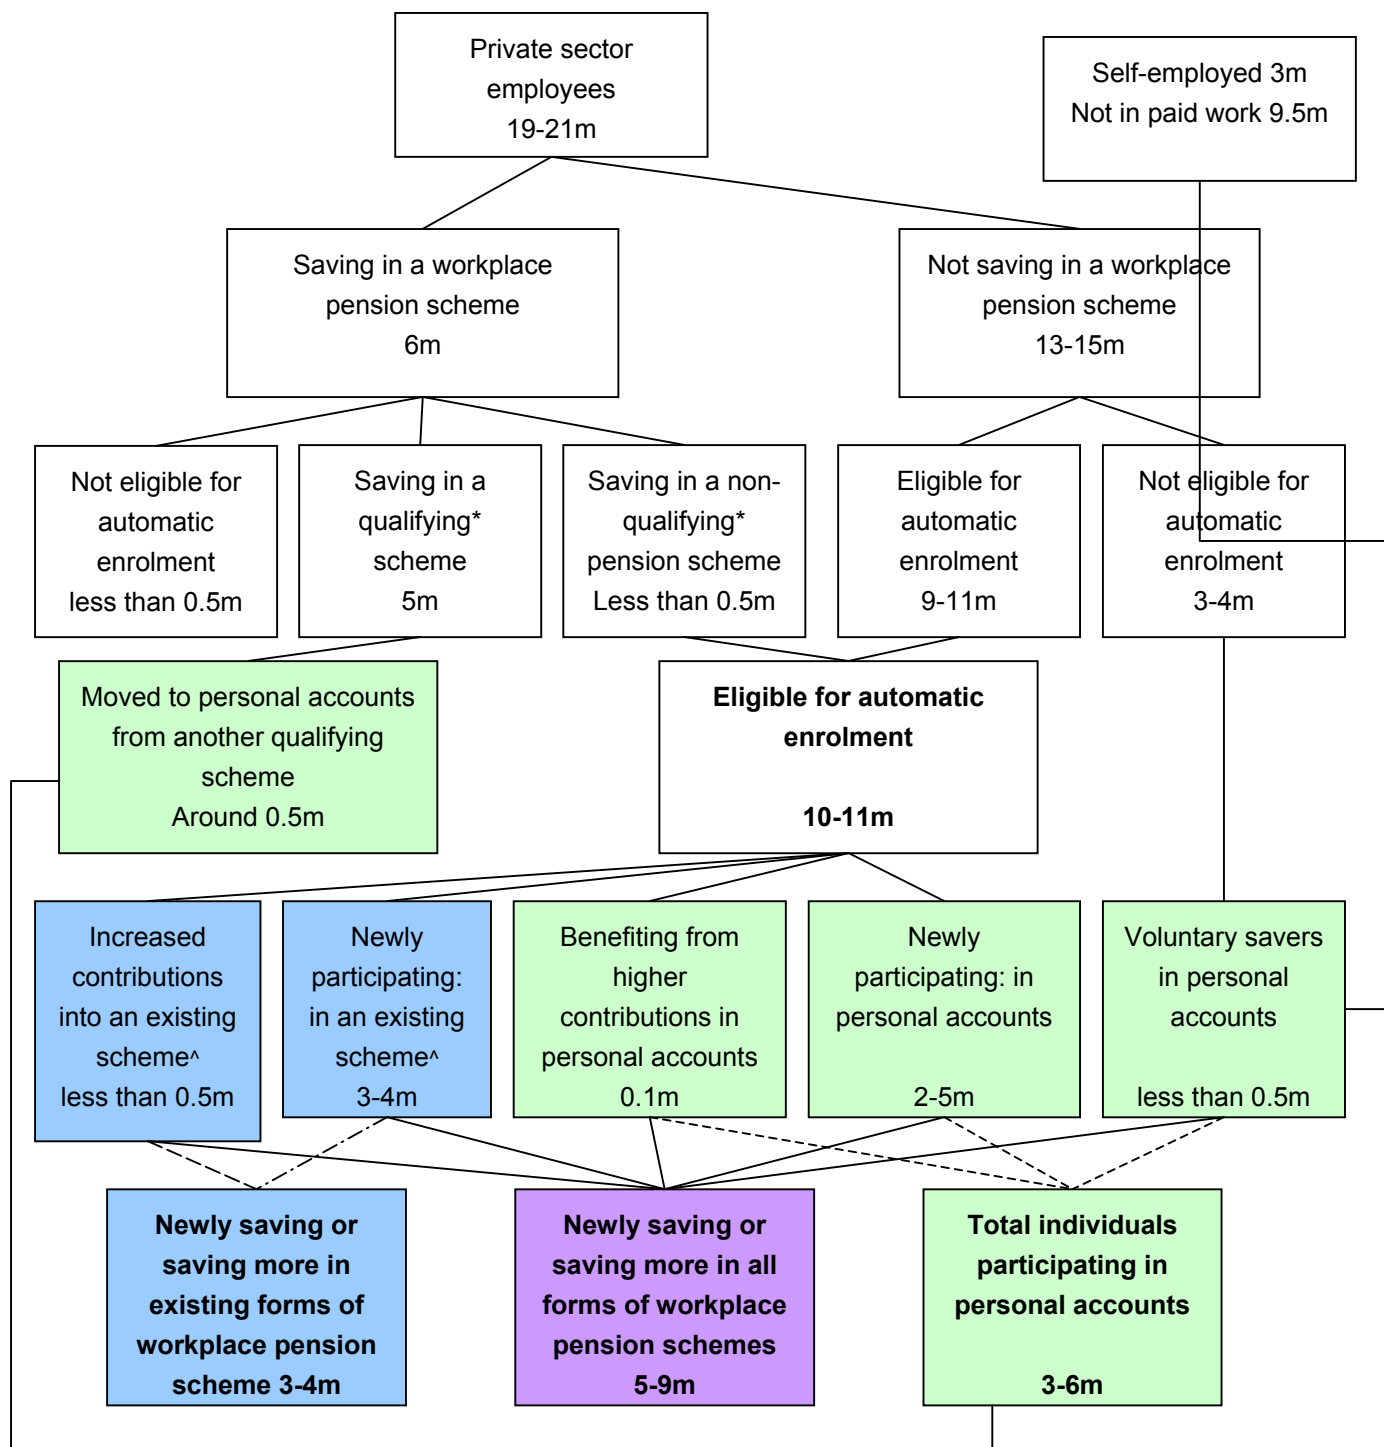 Private sector
employees
19-21m
Self-employed 3m
Not in paid work 9.5m
Saving in a workplace
pension scheme
6m
Not saving in a workplace
pension scheme
13-15m
Not eligible for
automatic
enrolment
less than 0.5m
Saving in a
qualifying*
scheme
5m
Saving in a non-
qualifying*
pension scheme
Less than 0.5m
Eligible for
automatic
enrolment
9-11m
Not eligible for
automatic
enrolment
3-4m
Moved to personal accounts
from another qualifying
scheme
Around 0.5m
Eligible for automatic
enrolment
10-11m
Increased
contributions
into an existing
scheme^
less than 0.5m
Newly
participating:
in an existing
scheme^
3-4m
Benefiting from
higher
contributions in
personal accounts
0.1m
Newly
participating: in
personal accounts
2-5m
Voluntary savers
in personal
accounts
less than 0.5m
Newly saving or
saving more in
existing forms of
workplace pension
scheme 3-4m
Newly saving or
saving more in all
forms of workplace
pension schemes
5-9m
Total individuals
participating in
personal accounts
3-6m